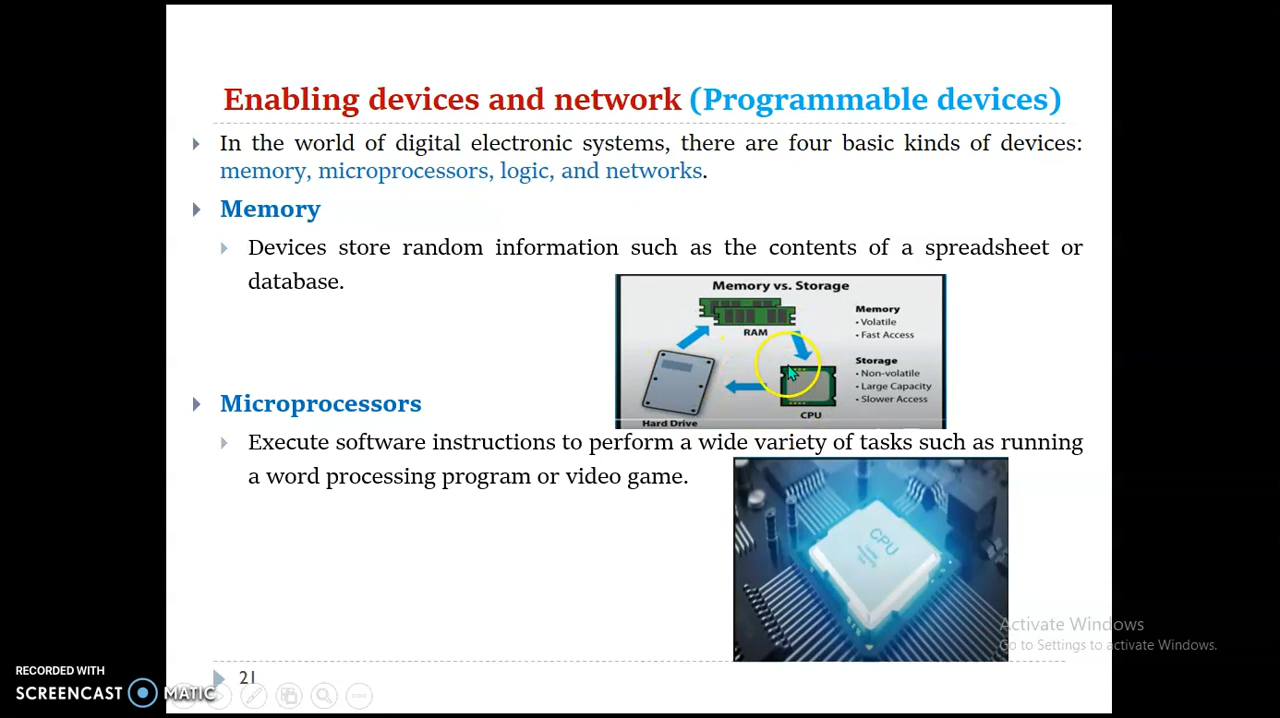 Enabling devices and network (Programmable devices)
In the world of digital electronic systems, there are four basic kinds of devices:
memory, microprocessors, logic, and networks.
Memory
Devices store random information such as the contents of a spreadsheet or
database.
Memory vs. Storage
RAM
Memory
• Volatile
• Fast Access
Storage
• Non-volatile
• Large Capacity
• Slower Access
CPU
Hard Drive
Microprocessors
Execute software instructions to perform a wide variety of tasks such as running
a word processing program or video game.
CPU
Activate Windows
Go to Settings to activate Windows.
21
RECORDED WITH
SCREENCAST MATIC